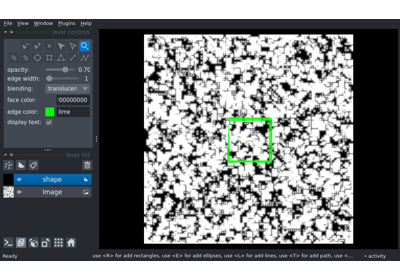 File View Window Plugins Help
layer controls
opacity: 0.70
edge width: 1
blending: translucen
face color: 00000000
edge color: lime
display text:
layer list
shape
Image
Ready use <R> for add rectangles, use <E> for add ellipses, use <L> for add lines, use <T> for add path, use <... activity